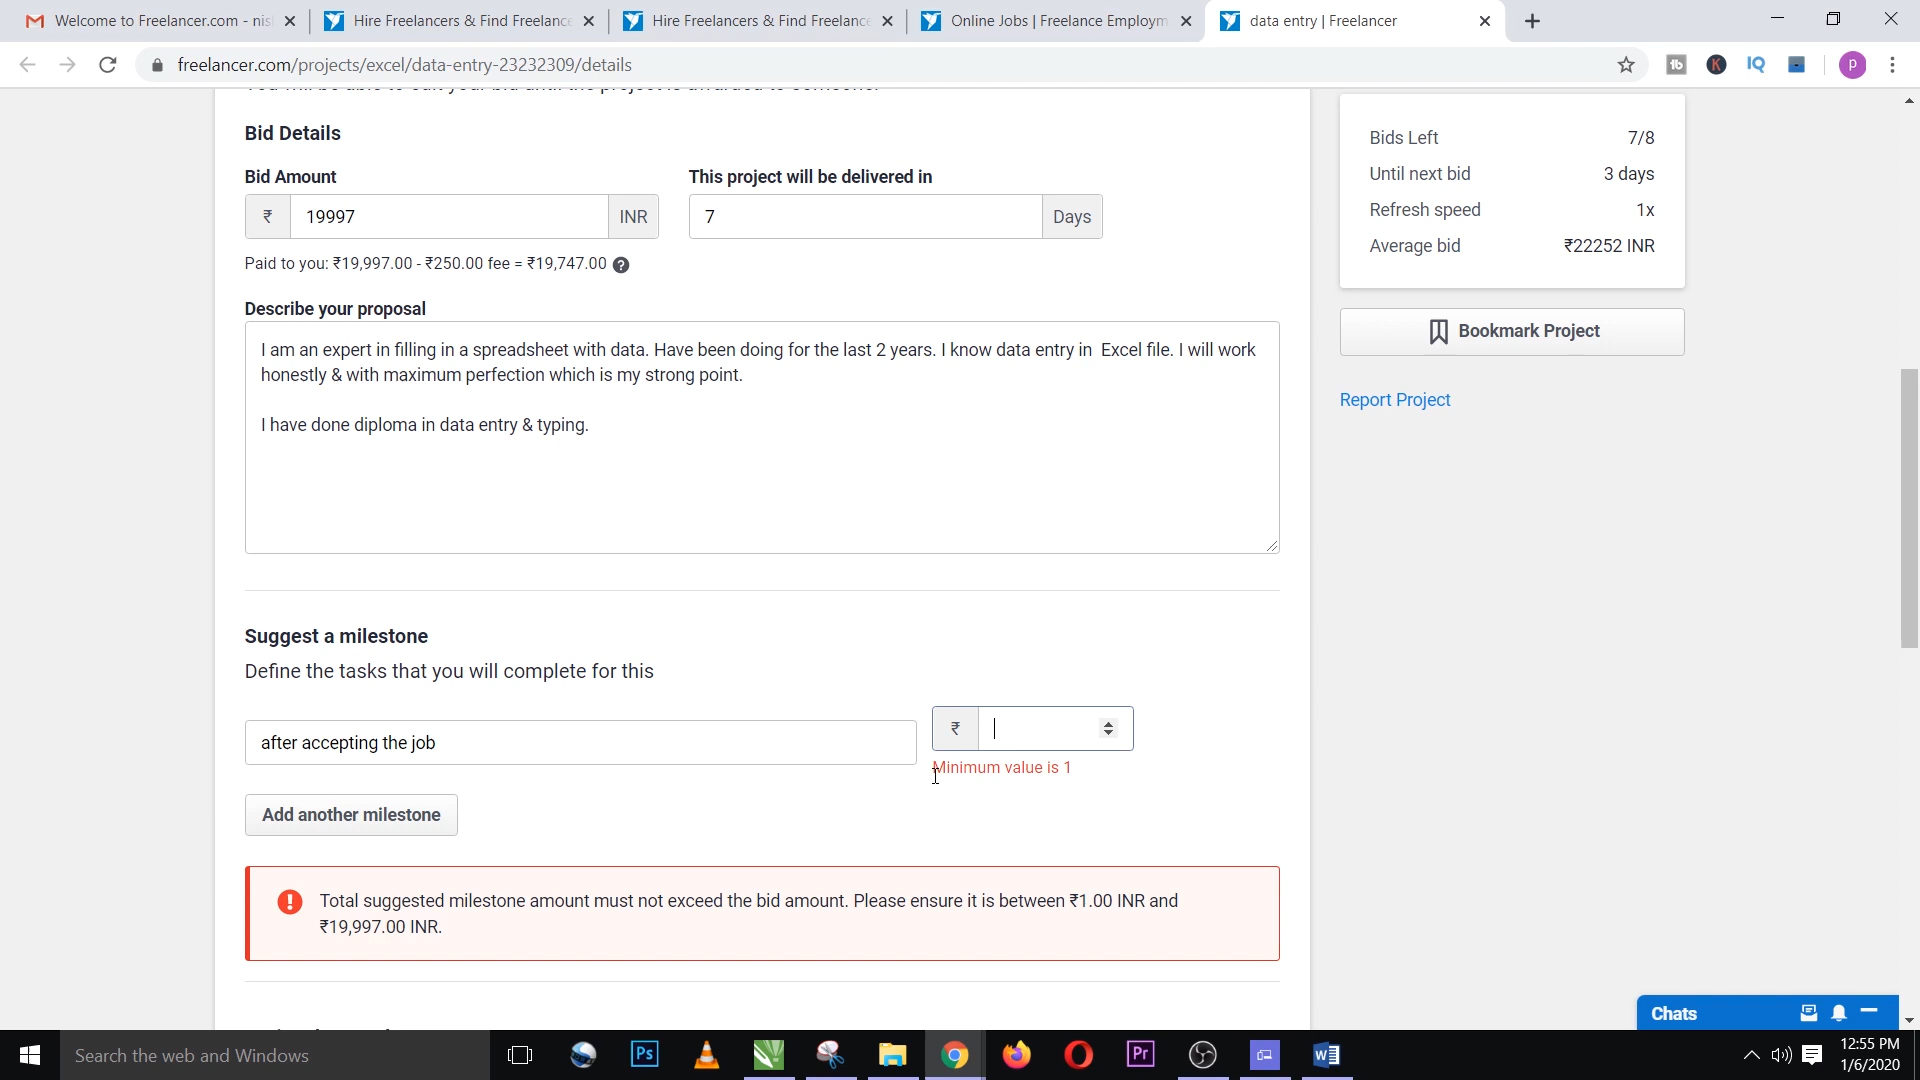 Welcome to Freelancer.com - nis
Hire Freelancers & Find Freelance
Hire Freelancers & Find Freelance
Online Jobs | Freelance Employm
data entry | Freelancer
freelancer.com/projects/excel/data-entry-23232309/details
Bid Details
Bid Amount
This project will be delivered in
₹ 19997 INR
7 Days
Paid to you: ₹19,997.00 - ₹250.00 fee = ₹19,747.00 ?
Describe your proposal
I am an expert in filling in a spreadsheet with data. Have been doing for the last 2 years. I know data entry in  Excel file. I will work
honestly & with maximum perfection which is my strong point.
I have done diploma in data entry & typing.
Suggest a milestone
Define the tasks that you will complete for this
after accepting the job
₹
Minimum value is 1
Add another milestone
Total suggested milestone amount must not exceed the bid amount. Please ensure it is between ₹1.00 INR and
₹19,997.00 INR.
Bids Left 7/8
Until next bid 3 days
Refresh speed 1x
Average bid ₹22252 INR
Bookmark Project
Report Project
Chats
Search the web and Windows
12:55 PM
1/6/2020